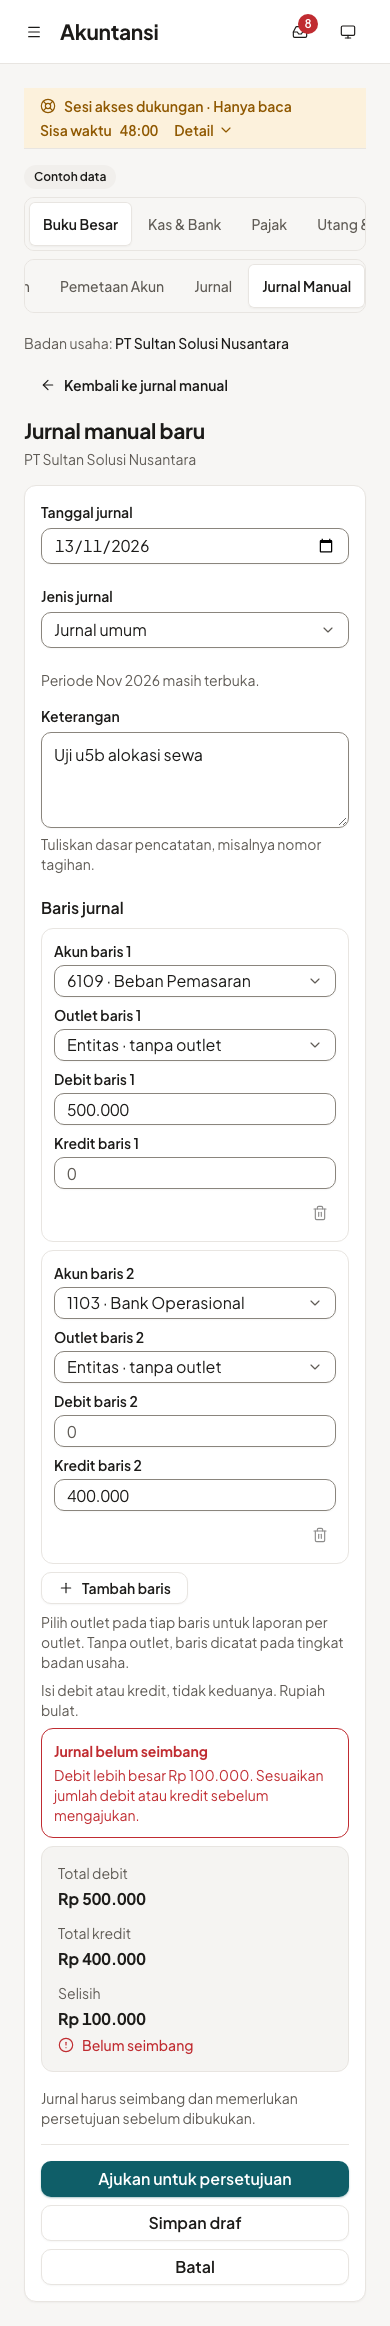 Akuntansi
8
Sesi akses dukungan · Hanya baca
Sisa waktu 48:00 Detail
Contoh data
Buku Besar Kas & Bank Pajak Utang &
n Pemetaan Akun Jurnal Jurnal Manual
Badan usaha: PT Sultan Solusi Nusantara
Kembali ke jurnal manual
Jurnal manual baru
PT Sultan Solusi Nusantara
Tanggal jurnal
13/11/2026
Jenis jurnal
Jurnal umum
Periode Nov 2026 masih terbuka.
Keterangan
Uji u5b alokasi sewa
Tuliskan dasar pencatatan, misalnya nomor
tagihan.
Baris jurnal
Akun baris 1
6109 · Beban Pemasaran
Outlet baris 1
Entitas · tanpa outlet
Debit baris 1
500.000
Kredit baris 1
0
Akun baris 2
1103 · Bank Operasional
Outlet baris 2
Entitas · tanpa outlet
Debit baris 2
0
Kredit baris 2
400.000
Tambah baris
Pilih outlet pada tiap baris untuk laporan per
outlet. Tanpa outlet, baris dicatat pada tingkat
badan usaha.
Isi debit atau kredit, tidak keduanya. Rupiah
bulat.
Jurnal belum seimbang
Debit lebih besar Rp 100.000. Sesuaikan
jumlah debit atau kredit sebelum
mengajukan.
Total debit
Rp 500.000
Total kredit
Rp 400.000
Selisih
Rp 100.000
Belum seimbang
Jurnal harus seimbang dan memerlukan
persetujuan sebelum dibukukan.
Ajukan untuk persetujuan
Simpan draf
Batal